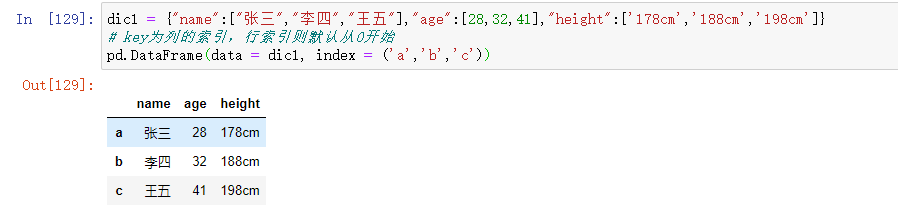 In [129]: dic1 = {"name":["张三","李四","王五"],"age":[28,32,41],"height":['178cm','188cm','198cm']}
# key为列的索引，行索引则默认从0开始
pd.DataFrame(data = dic1, index = ('a','b','c'))
Out[129]:
name age height
a 张三 28 178cm
b 李四 32 188cm
c 王五 41 198cm